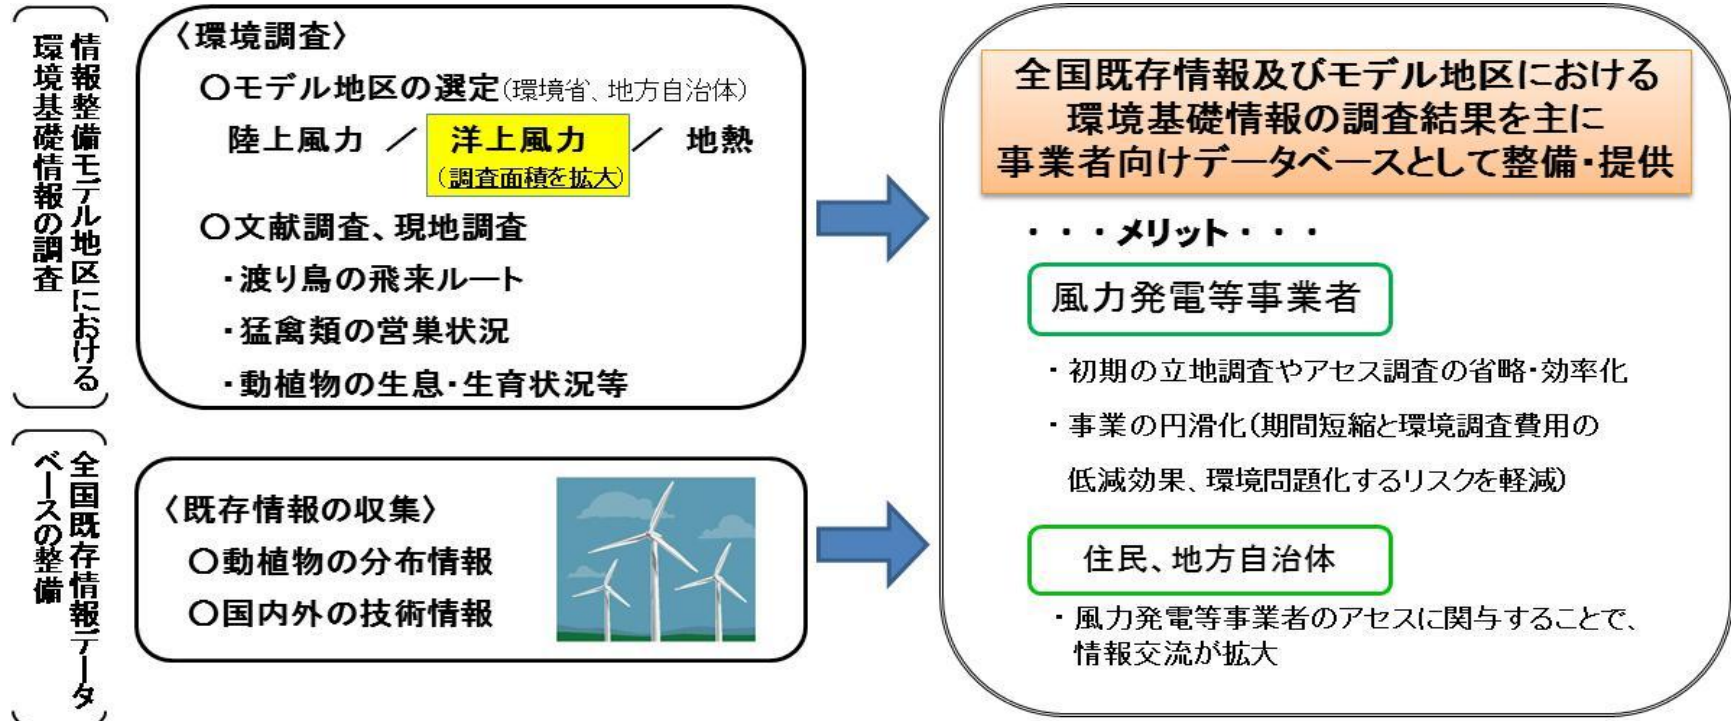 情報整備モデル地区における
環境基礎情報の調査
〈環境調査〉
〇モデル地区の選定(環境省、地方自治体)
陸上風力 ／ 洋上風力 ／ 地熱
(調査面積を拡大)
〇文献調査、現地調査
・渡り鳥の飛来ルート
・猛禽類の営巣状況
・動植物の生息・生育状況等
全国既存情報データ
ベースの整備
〈既存情報の収集〉
〇動植物の分布情報
〇国内外の技術情報
全国既存情報及びモデル地区における
環境基礎情報の調査結果を主に
事業者向けデータベースとして整備・提供
・・・メリット・・・
風力発電等事業者
・初期の立地調査やアセス調査の省略・効率化
・事業の円滑化(期間短縮と環境調査費用の
低減効果、環境問題化するリスクを軽減)
住民、地方自治体
・風力発電等事業者のアセスに関与することで、
情報交流が拡大